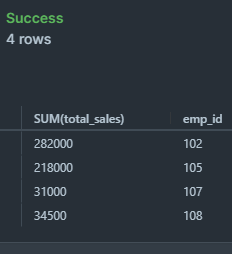 Success
4 rows
SUM(total_sales) emp_id
282000 102
218000 105
31000 107
34500 108